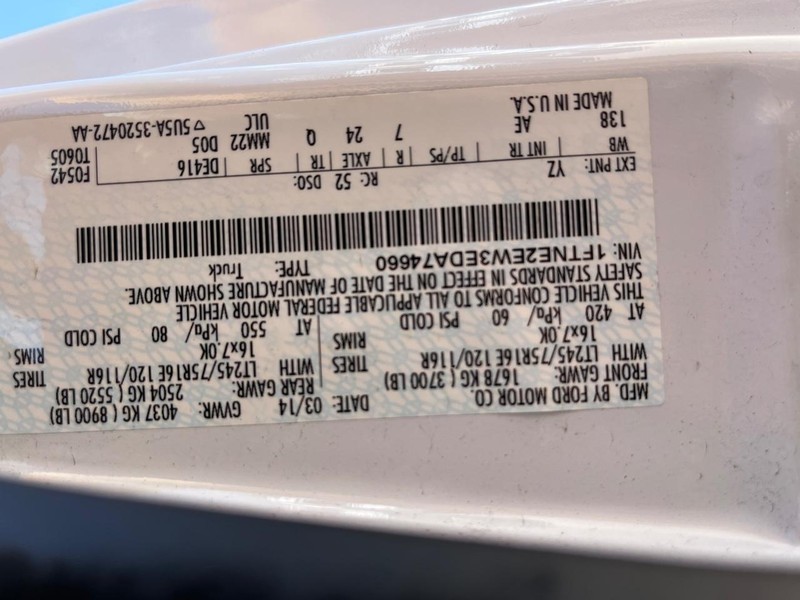 MFD. BY FORD MOTOR CO. DATE: 03/14 GVWR: 4037 KG ( 8900 LB)
FRONT GAWR: 1678 KG ( 3700 LB) REAR GAWR: 2504 KG ( 5520 LB)
WITH LT245/75R16E 120/116R TIRES WITH LT245/75R16E 120/116R TIRES
16x7.0K RIMS 16x7.0K RIMS
AT 420 kPa/ 60 PSI COLD AT 550 kPa/ 80 PSI COLD
THIS VEHICLE CONFORMS TO ALL APPLICABLE FEDERAL MOTOR VEHICLE
SAFETY STANDARDS IN EFFECT ON THE DATE OF MANUFACTURE SHOWN ABOVE.
VIN: 1FTNE2EW3EDA74660 TYPE: Truck
EXT PNT: YZ RC: 52 DSO: F0542
WB INT TR TP/PS R AXLE TR SPR DE416 T0605
138 AE 7 24 Q MM22 D05
MADE IN U.S.A. ULC ▽ 5U5A-3520472-AA